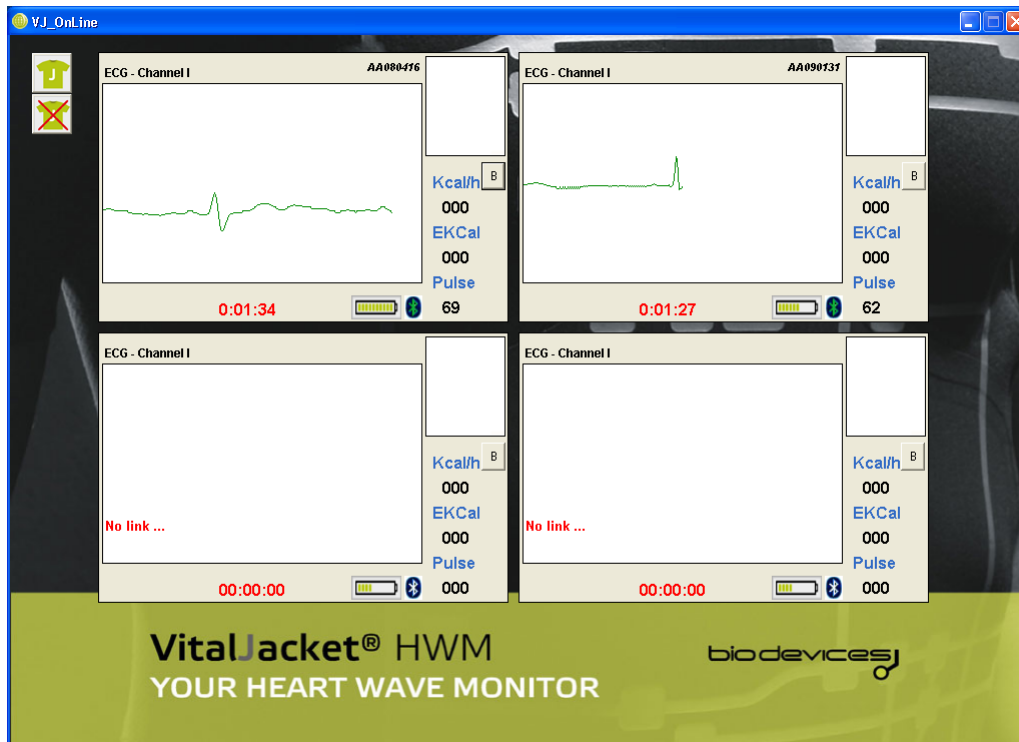 VJ_OnLine
J
ECG - Channel I
AA080416
Kcal/h
B
000
EKCal
000
Pulse
69
0:01:34
ECG - Channel I
AA090131
Kcal/h
B
000
EKCal
000
Pulse
62
0:01:27
ECG - Channel I
Kcal/h
B
000
EKCal
000
Pulse
000
No link ...
00:00:00
ECG - Channel I
Kcal/h
B
000
EKCal
000
Pulse
000
No link ...
00:00:00
VitalJacket® HWM
YOUR HEART WAVE MONITOR
biodevices